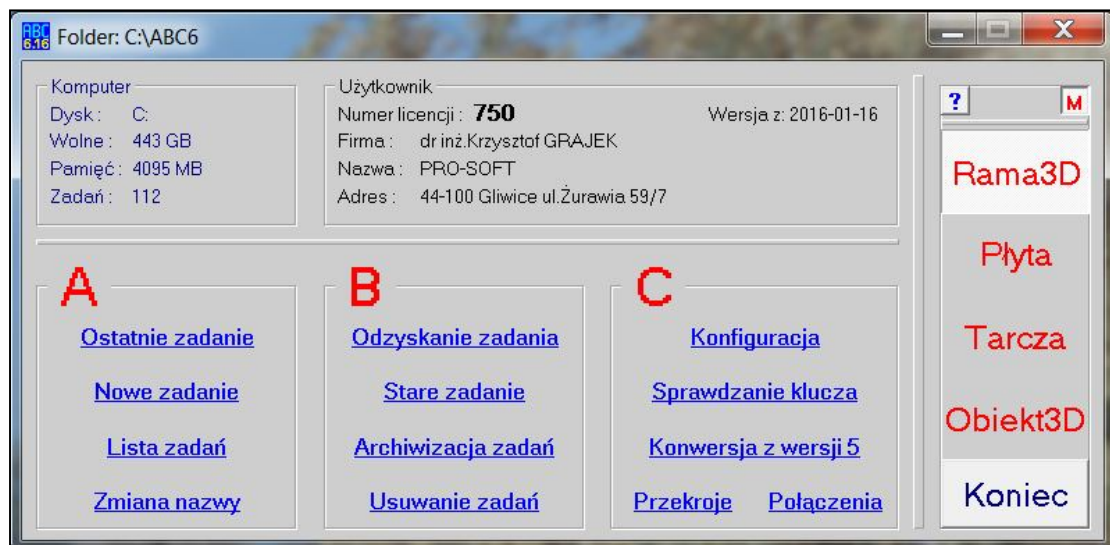 ABC
6.16
Folder: C:\ABC6
X
Komputer
Dysk : C:
Wolne : 443 GB
Pamięć : 4095 MB
Zadań : 112
Użytkownik
Numer licencji : 750 Wersja z: 2016-01-16
Firma : dr inż.Krzysztof GRAJEK
Nazwa : PRO-SOFT
Adres : 44-100 Gliwice ul.Żurawia 59/7
? M
Rama3D
Płyta
Tarcza
Obiekt3D
Koniec
A
Ostatnie zadanie
Nowe zadanie
Lista zadań
Zmiana nazwy
B
Odzyskanie zadania
Stare zadanie
Archiwizacja zadań
Usuwanie zadań
C
Konfiguracja
Sprawdzanie klucza
Konwersja z wersji 5
Przekroje Połączenia